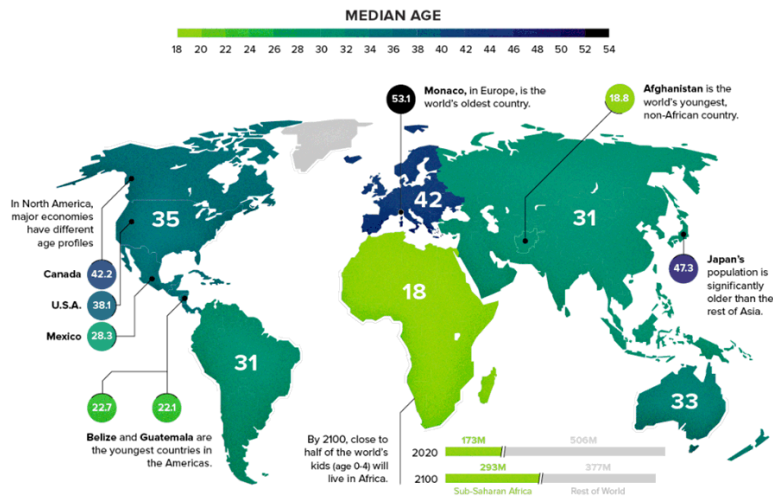 MEDIAN AGE
18 20 22 24 26 28 30 32 34 36 38 40 42 44 46 48 50 52 54
53.1
Monaco, in Europe, is the
world's oldest country.
18.8
Afghanistan is the
world's youngest,
non-African country.
In North America,
major economies
have different
age profiles
Canada 42.2
U.S.A. 38.1
Mexico 28.3
35
42
31
18
31
33
47.3
Japan's
population is
significantly
older than the
rest of Asia.
22.7 22.1
Belize and Guatemala are
the youngest countries in
the Americas.
By 2100, close to
half of the world's
kids (age 0-4) will
live in Africa.
173M 506M
2020
293M 377M
2100
Sub-Saharan Africa Rest of World